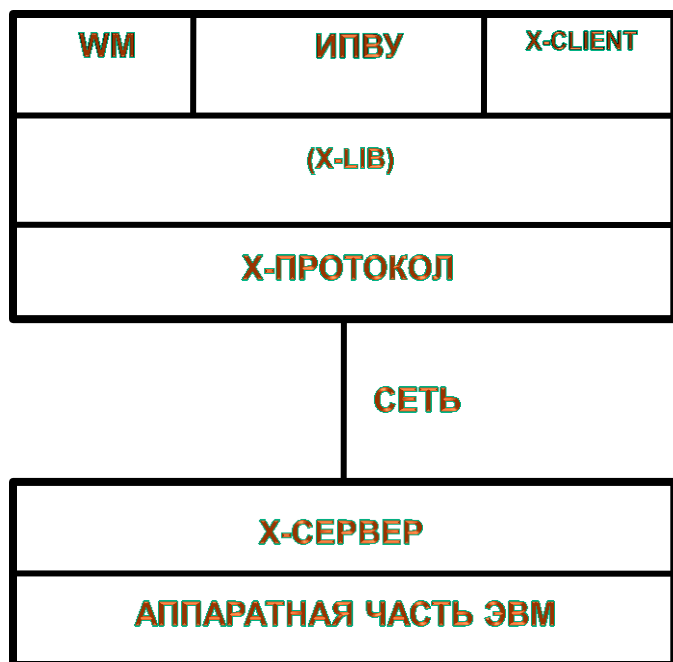 WM
ИПВУ
X-CLIENT
(X-LIB)
X-ПРОТОКОЛ
СЕТЬ
X-СЕРВЕР
АППАРАТНАЯ ЧАСТЬ ЭВМ